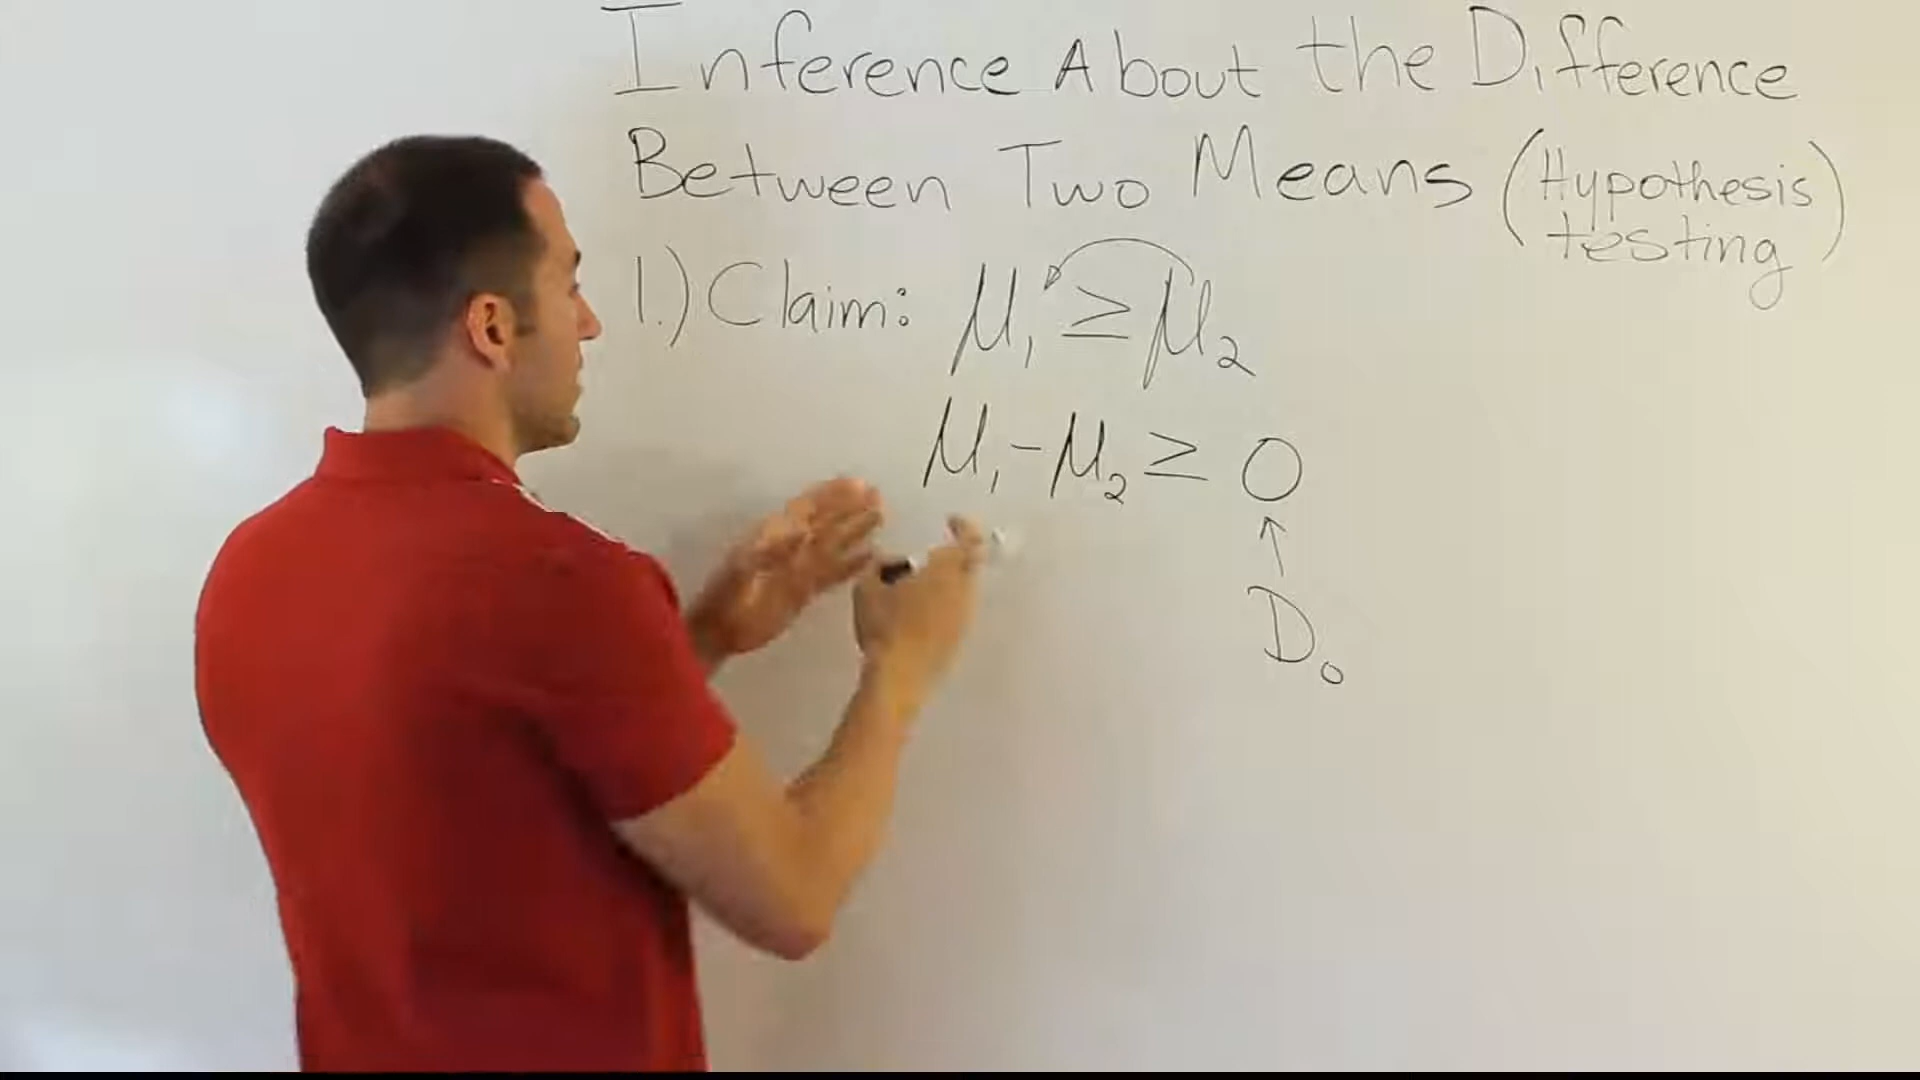 Inference About the Difference
Between Two Means (Hypothesis testing)
1.) Claim: μ₁ ≥ μ₂
μ₁ - μ₂ ≥ 0
↑
D₀